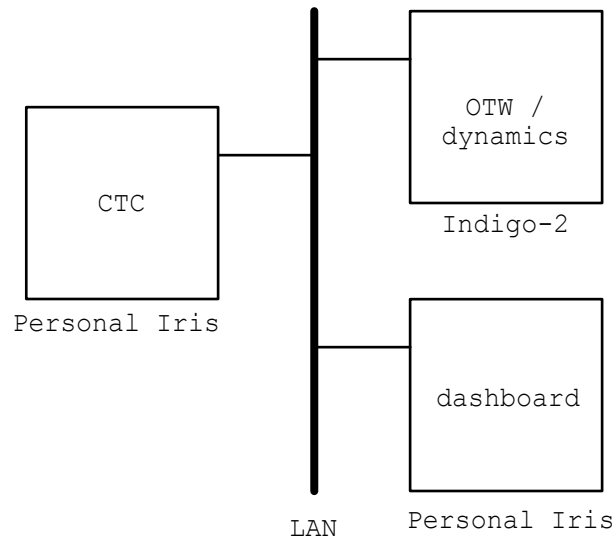 OTW /
dynamics
Indigo-2
CTC
Personal Iris
dashboard
Personal Iris
LAN